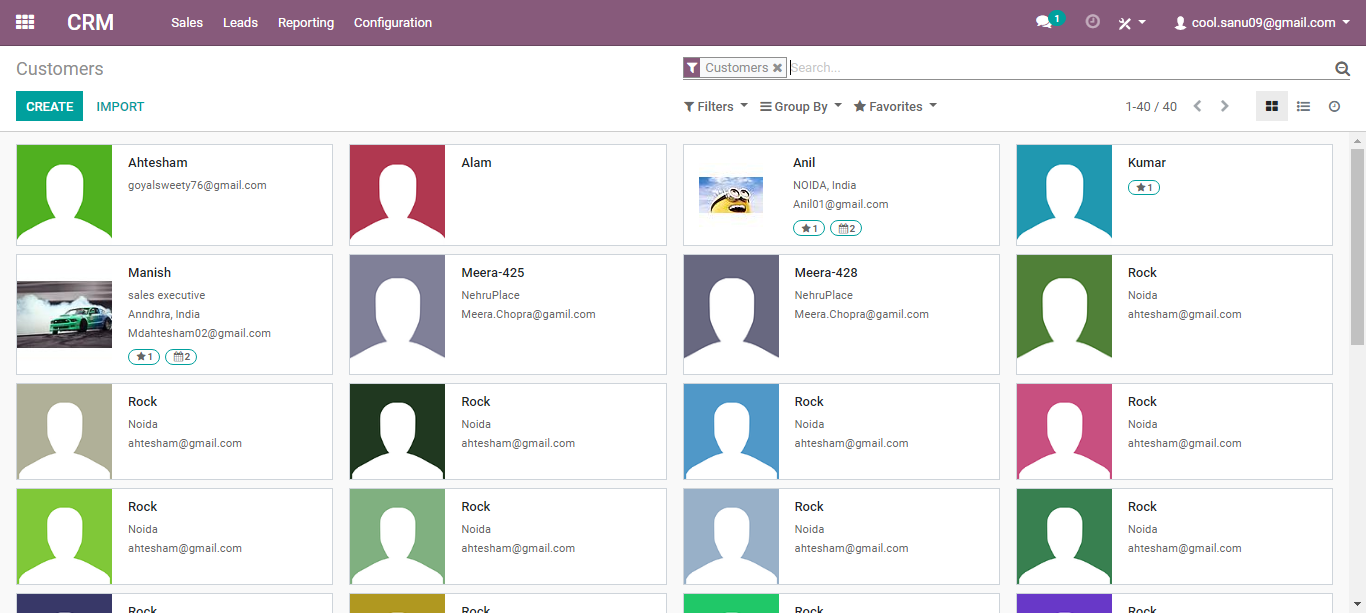 CRM Sales Leads Reporting Configuration 1 cool.sanu09@gmail.com
Customers
Customers Search...
CREATE IMPORT
Filters Group By Favorites 1-40 / 40
Ahtesham
goyalsweety76@gmail.com
Alam
Anil
NOIDA, India
Anil01@gmail.com
1 2
Kumar
1
Manish
sales executive
Anndhra, India
Mdahtesham02@gmail.com
1 2
Meera-425
NehruPlace
Meera.Chopra@gamil.com
Meera-428
NehruPlace
Meera.Chopra@gamil.com
Rock
Noida
ahtesham@gmail.com
Rock
Noida
ahtesham@gmail.com
Rock
Noida
ahtesham@gmail.com
Rock
Noida
ahtesham@gmail.com
Rock
Noida
ahtesham@gmail.com
Rock
Noida
ahtesham@gmail.com
Rock
Noida
ahtesham@gmail.com
Rock
Noida
ahtesham@gmail.com
Rock
Noida
ahtesham@gmail.com
Rock
Rock
Rock
Rock